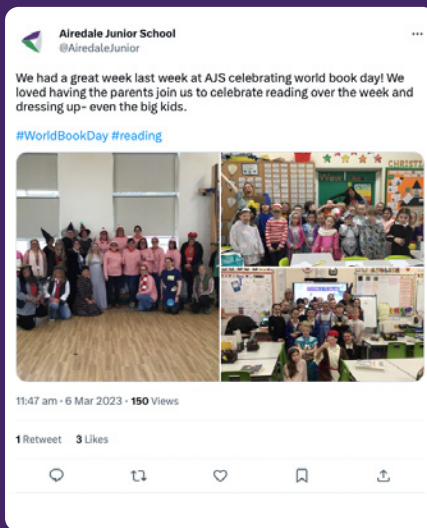 Airedale Junior School
@AiredaleJunior
We had a great week last week at AJS celebrating world book day! We
loved having the parents join us to celebrate reading over the week and
dressing up- even the big kids.
#WorldBookDay #reading
11:47 am · 6 Mar 2023 · 150 Views
1 Retweet 3 Likes